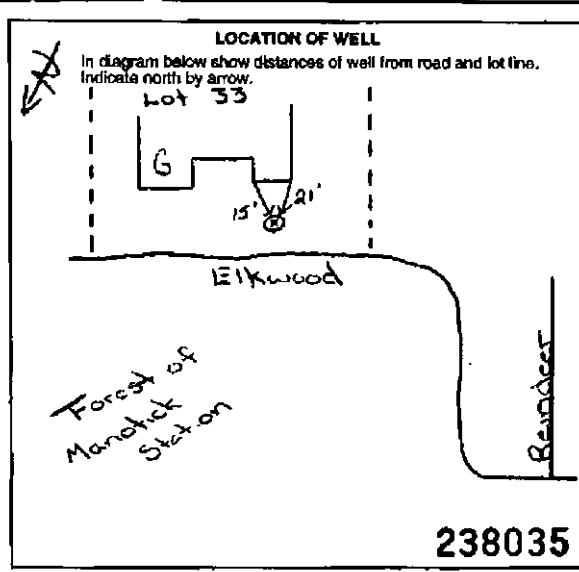 LOCATION OF WELL
In diagram below show distances of well from road and lot line.
Indicate north by arrow.
N
Lot 33
G
15' 21'
Elkwood
Forest of
Manotick
Station
Reindeer
238035